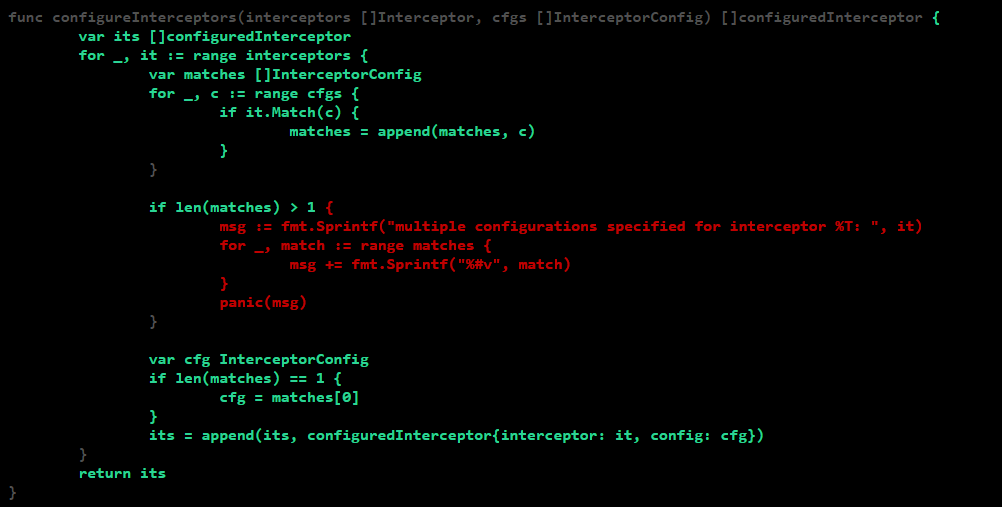 func configureInterceptors(interceptors []Interceptor, cfgs []InterceptorConfig) []configuredInterceptor {
        var its []configuredInterceptor
        for _, it := range interceptors {
                var matches []InterceptorConfig
                for _, c := range cfgs {
                        if it.Match(c) {
                                matches = append(matches, c)
                        }
                }

                if len(matches) > 1 {
                        msg := fmt.Sprintf("multiple configurations specified for interceptor %T: ", it)
                        for _, match := range matches {
                                msg += fmt.Sprintf("%#v", match)
                        }
                        panic(msg)
                }

                var cfg InterceptorConfig
                if len(matches) == 1 {
                        cfg = matches[0]
                }
                its = append(its, configuredInterceptor{interceptor: it, config: cfg})
        }
        return its
}